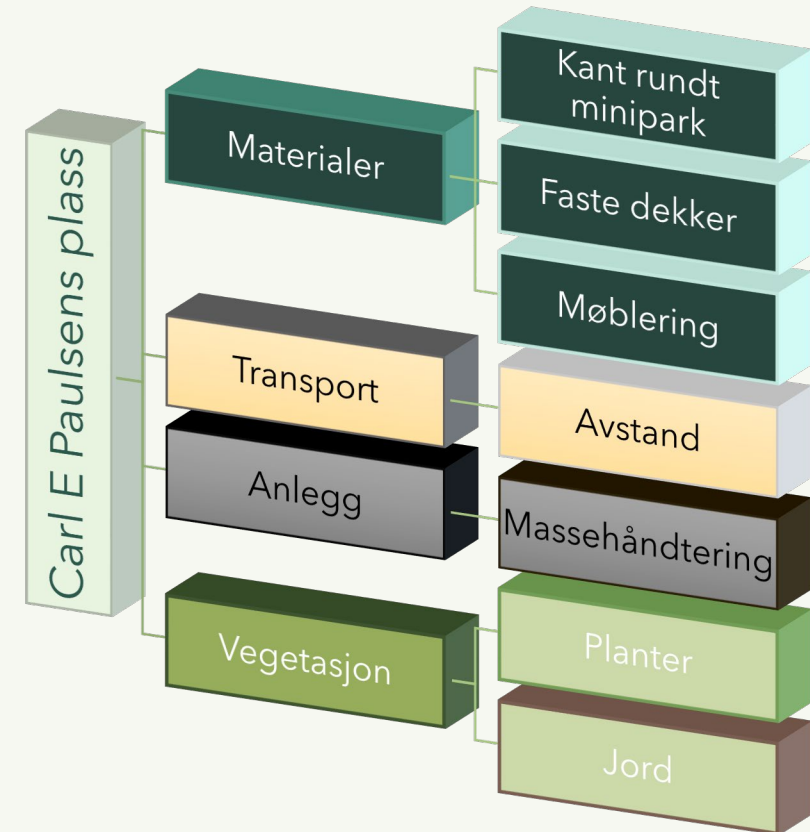 Carl E Paulsens plass
Materialer
Kant rundt
minipark
Faste dekker
Møblering
Transport
Avstand
Anlegg
Massehåndtering
Vegetasjon
Planter
Jord